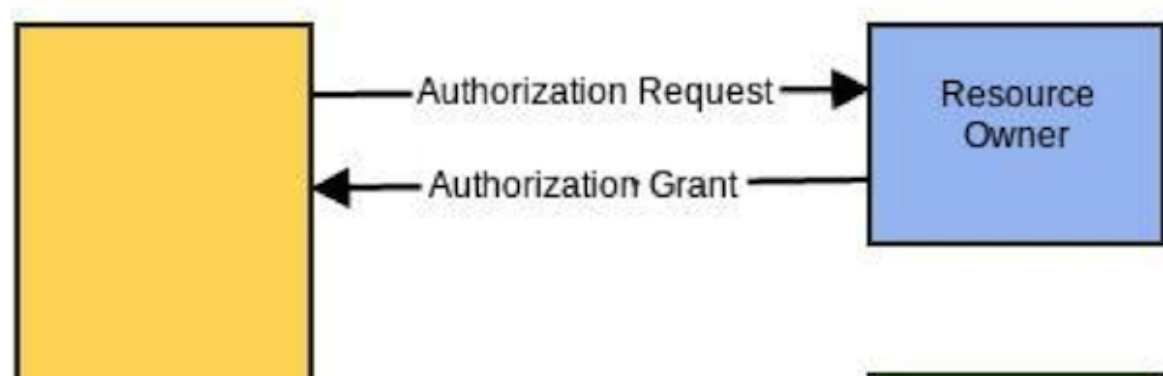 Authorization Request
Resource
Owner
Authorization Grant